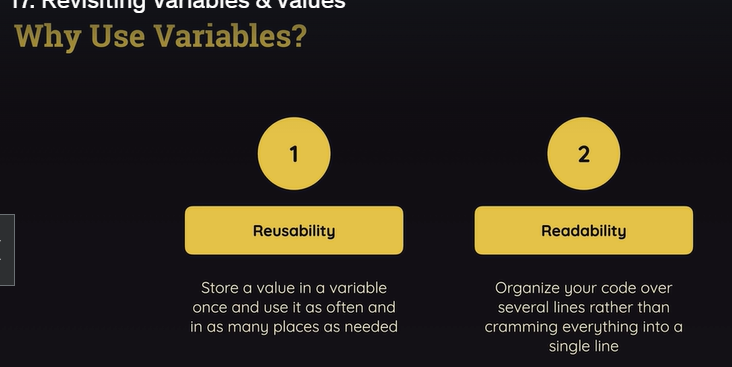 17. Revisiting Variables & Values
Why Use Variables?
1
Reusability
Store a value in a variable
once and use it as often and
in as many places as needed
2
Readability
Organize your code over
several lines rather than
cramming everything into a
single line